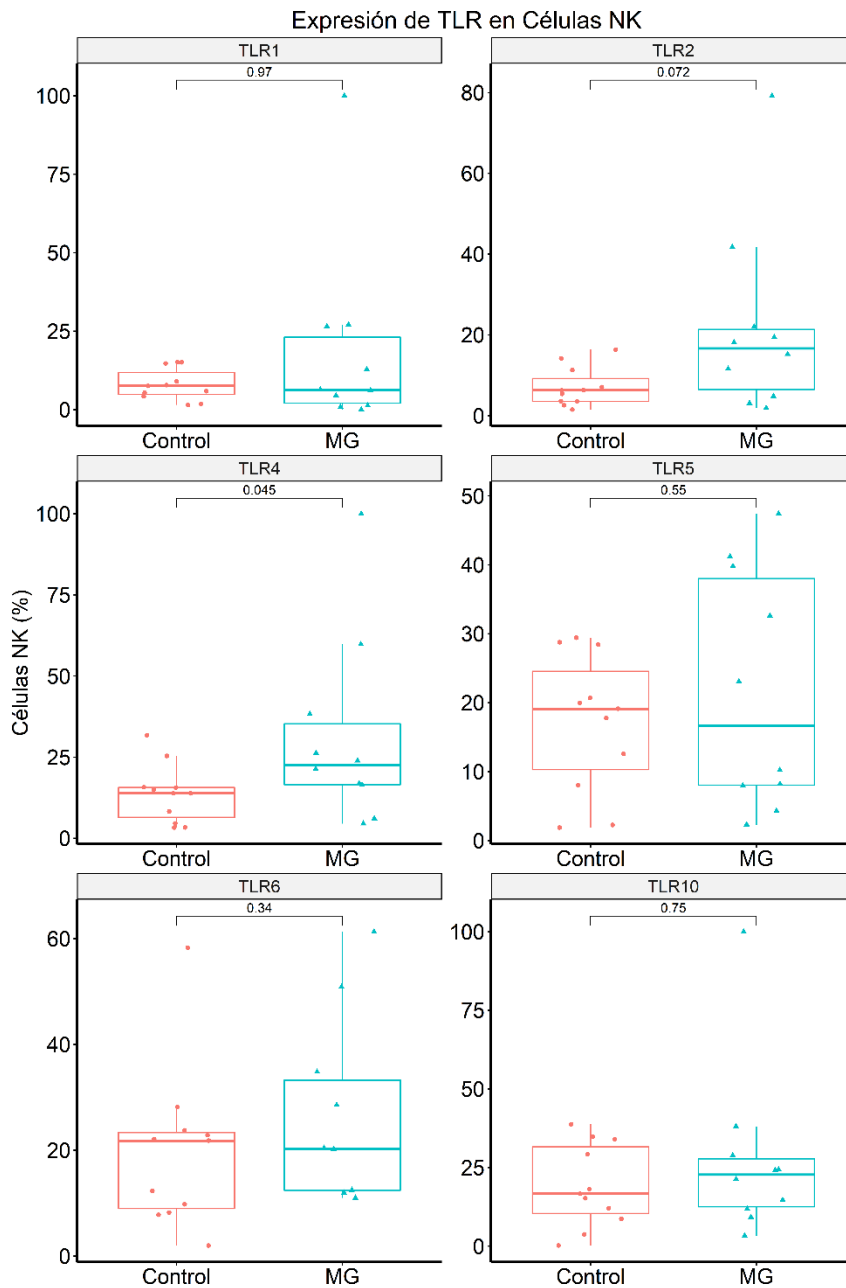 Expresión de TLR en Células NK
TLR1
0.97
100
75
50
25
0
Control MG
TLR2
0.072
80
60
40
20
0
Control MG
TLR4
0.045
100
75
50
25
0
Control MG
TLR5
0.55
50
40
30
20
10
0
Control MG
Células NK (%)
TLR6
0.34
60
40
20
0
Control MG
TLR10
0.75
100
75
50
25
0
Control MG